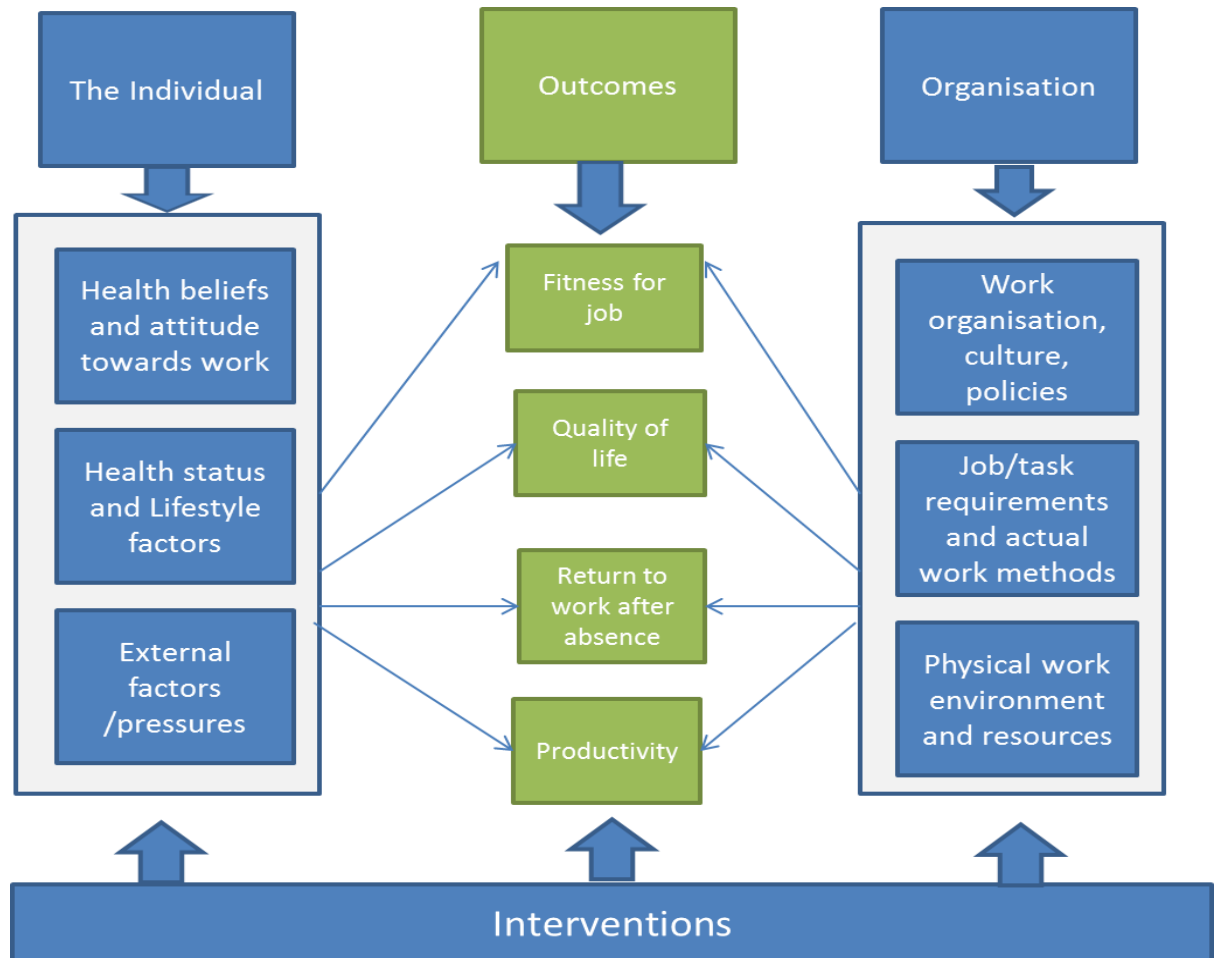 The Individual
Outcomes
Organisation
Health beliefs
and attitude
towards work
Health status
and Lifestyle
factors
External
factors
/pressures
Fitness for
job
Quality of
life
Return to
work after
absence
Productivity
Work
organisation,
culture,
policies
Job/task
requirements
and actual
work methods
Physical work
environment
and resources
Interventions